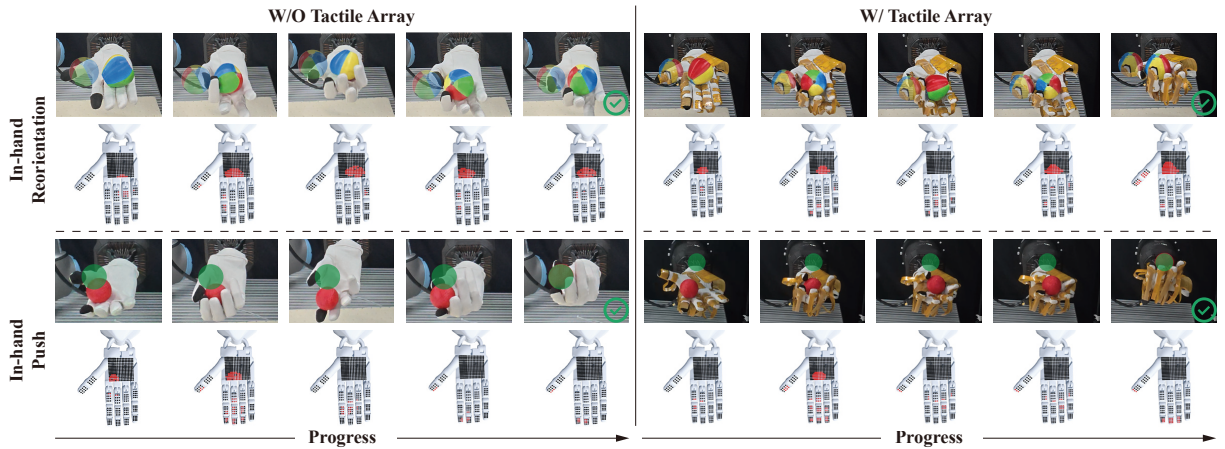 W/O Tactile Array
W/ Tactile Array
In-hand
Reorientation
In-hand
Push
Progress
Progress